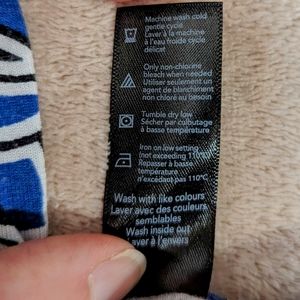 Machine wash cold
gentle cycle
Laver à la machine
à l'eau froide cycle
délicat
Only non-chlorine
bleach when needed
Utiliser seulement un
agent de blanchiment
non chloré au besoin
Tumble dry low
Sécher par culbutage
à basse température
Iron on low setting
(not exceeding 110°C)
Repasser à basse
température
n'excédant pas 110°C
Wash with like colours
Laver avec des couleurs
semblables
Wash inside out
Laver à l'envers